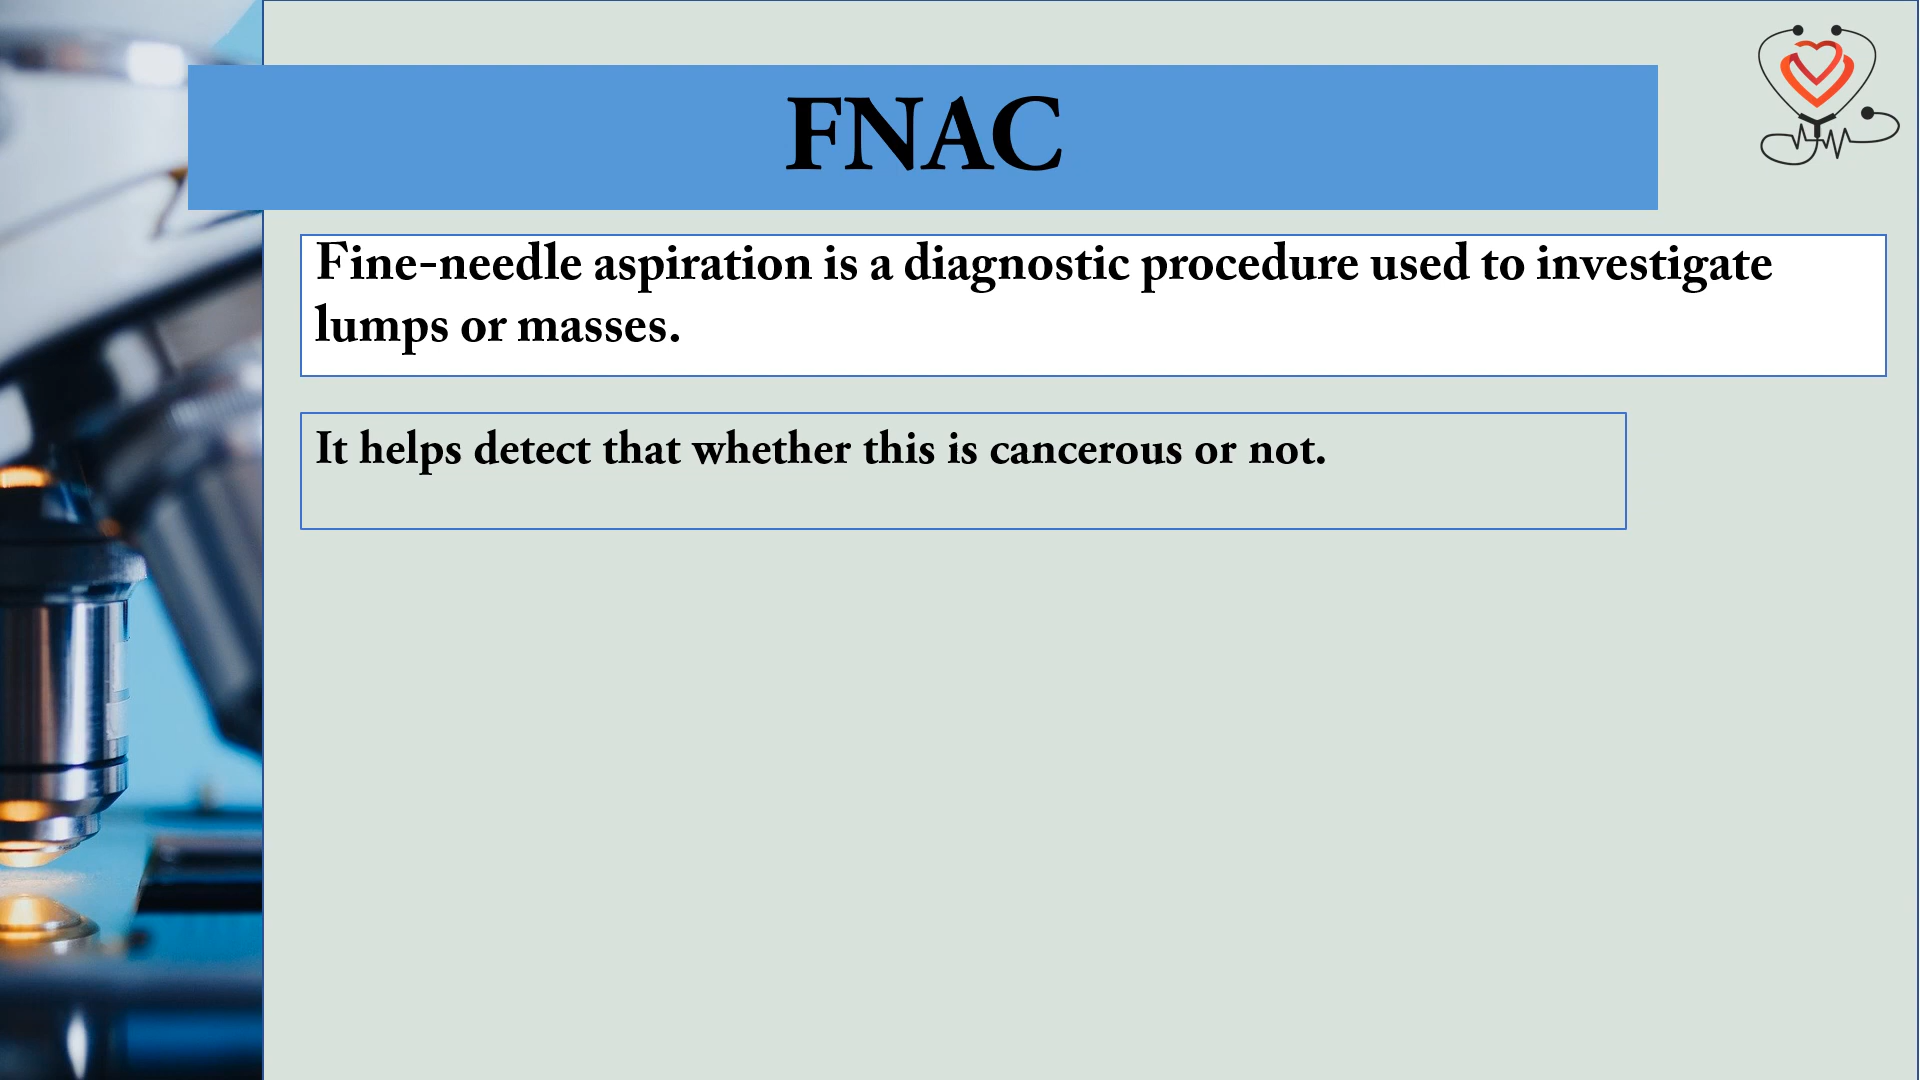 FNAC
Fine-needle aspiration is a diagnostic procedure used to investigate
lumps or masses.
It helps detect that whether this is cancerous or not.